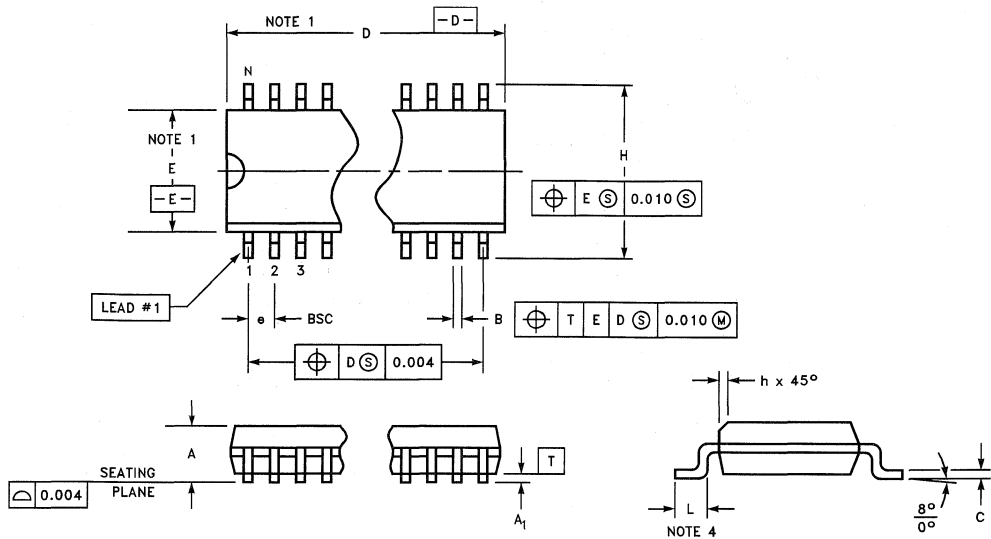 NOTE 1
D
-D-
N
NOTE 1
E
-E-
H
⌖ E Ⓢ 0.010 Ⓢ
1 2 3
LEAD #1
e BSC
B ⌖ T E D Ⓢ 0.010 Ⓜ
⌖ D Ⓢ 0.004
h x 45°
A
T
SEATING
PLANE
⌓ 0.004
A₁
L
NOTE 4
8°
0°
C